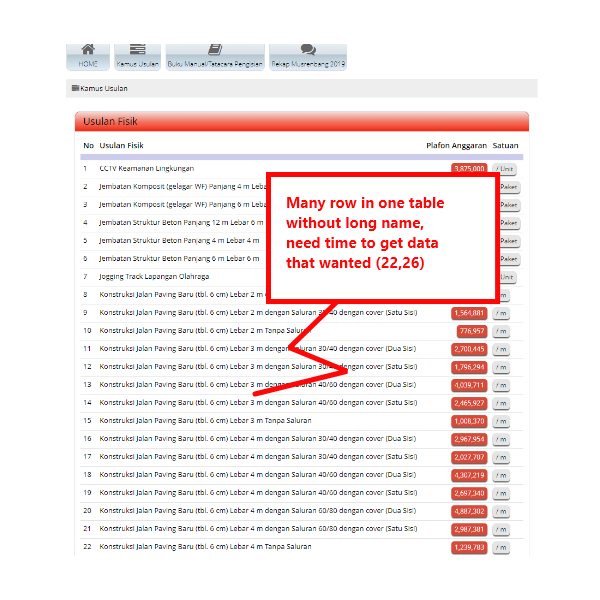 HOME Kamus Usulan Buku Manual/Tatacara Pengisian Rekap Musrenbang 2019
Kamus Usulan
Usulan Fisik
No Usulan Fisik Plafon Anggaran Satuan
1 CCTV Keamanan Lingkungan 3,875,000 / Unit
2 Jembatan Komposit (gelagar WF) Panjang 4 m Leba Paket
3 Jembatan Komposit (gelagar WF) Panjang 6 m Leba Paket
4 Jembatan Struktur Beton Panjang 12 m Lebar 6 m Paket
5 Jembatan Struktur Beton Panjang 4 m Lebar 4 m Paket
6 Jembatan Struktur Beton Panjang 6 m Lebar 6 m Paket
7 Jogging Track Lapangan Olahraga Unit
Many row in one table
without long name,
need time to get data
that wanted (22,26)
8 Konstruksi Jalan Paving Baru (tbl. 6 cm) Lebar 2 m m
9 Konstruksi Jalan Paving Baru (tbl. 6 cm) Lebar 2 m dengan Saluran 30/40 dengan cover (Satu Sisi) 1,564,881 / m
10 Konstruksi Jalan Paving Baru (tbl. 6 cm) Lebar 2 m Tanpa Saluran 776,957 / m
11 Konstruksi Jalan Paving Baru (tbl. 6 cm) Lebar 3 m dengan Saluran 30/40 dengan cover (Dua Sisi) 2,700,445 / m
12 Konstruksi Jalan Paving Baru (tbl. 6 cm) Lebar 3 m dengan Saluran 30/40 dengan cover (Satu Sisi) 1,796,294 / m
13 Konstruksi Jalan Paving Baru (tbl. 6 cm) Lebar 3 m dengan Saluran 40/60 dengan cover (Dua Sisi) 4,039,711 / m
14 Konstruksi Jalan Paving Baru (tbl. 6 cm) Lebar 3 m dengan Saluran 40/60 dengan cover (Satu Sisi) 2,465,927 / m
15 Konstruksi Jalan Paving Baru (tbl. 6 cm) Lebar 3 m Tanpa Saluran 1,008,370 / m
16 Konstruksi Jalan Paving Baru (tbl. 6 cm) Lebar 4 m dengan Saluran 30/40 dengan cover (Dua Sisi) 2,967,954 / m
17 Konstruksi Jalan Paving Baru (tbl. 6 cm) Lebar 4 m dengan Saluran 30/40 dengan cover (Satu Sisi) 2,027,707 / m
18 Konstruksi Jalan Paving Baru (tbl. 6 cm) Lebar 4 m dengan Saluran 40/60 dengan cover (Dua Sisi) 4,307,219 / m
19 Konstruksi Jalan Paving Baru (tbl. 6 cm) Lebar 4 m dengan Saluran 40/60 dengan cover (Satu Sisi) 2,697,340 / m
20 Konstruksi Jalan Paving Baru (tbl. 6 cm) Lebar 4 m dengan Saluran 60/80 dengan cover (Dua Sisi) 4,887,302 / m
21 Konstruksi Jalan Paving Baru (tbl. 6 cm) Lebar 4 m dengan Saluran 60/80 dengan cover (Satu Sisi) 2,987,381 / m
22 Konstruksi Jalan Paving Baru (tbl. 6 cm) Lebar 4 m Tanpa Saluran 1,239,783 / m